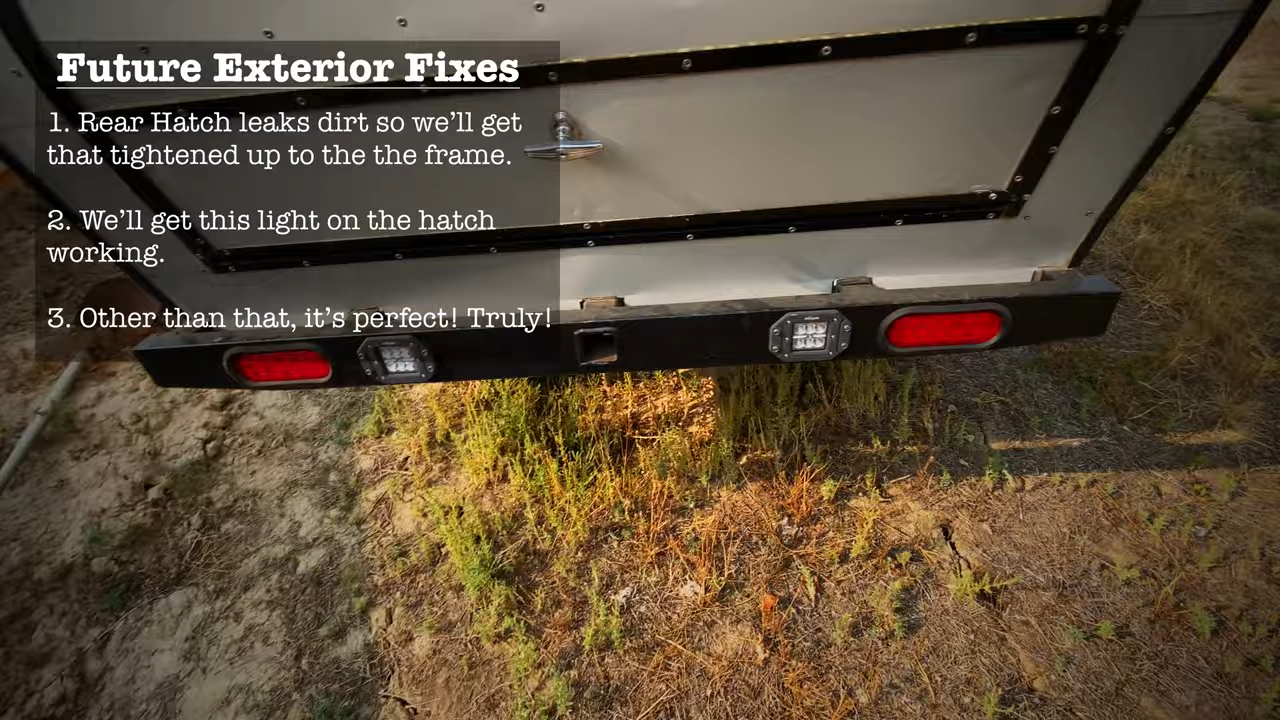 Future Exterior Fixes
1. Rear Hatch leaks dirt so we'll get
that tightened up to the the frame.
2. We'll get this light on the hatch
working.
3. Other than that, it's perfect! Truly!